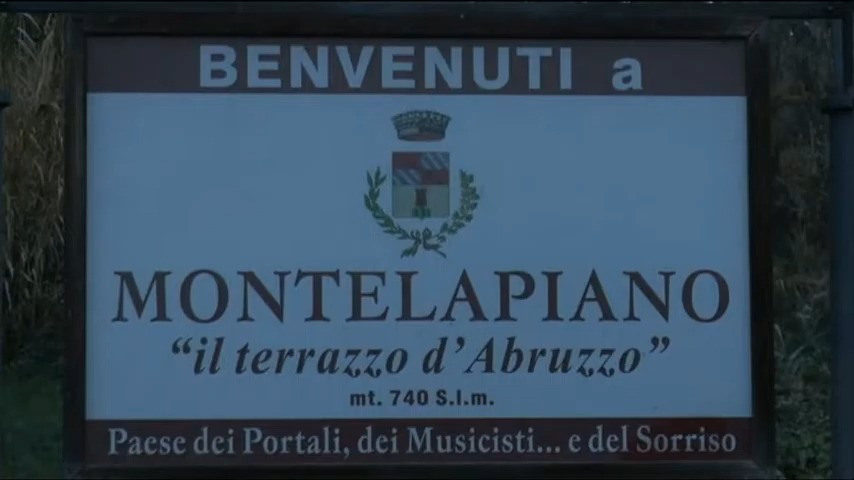 BENVENUTI a
MONTELAPIANO
“il terrazzo d’Abruzzo”
mt. 740 S.l.m.
Paese dei Portali, dei Musicisti... e del Sorriso